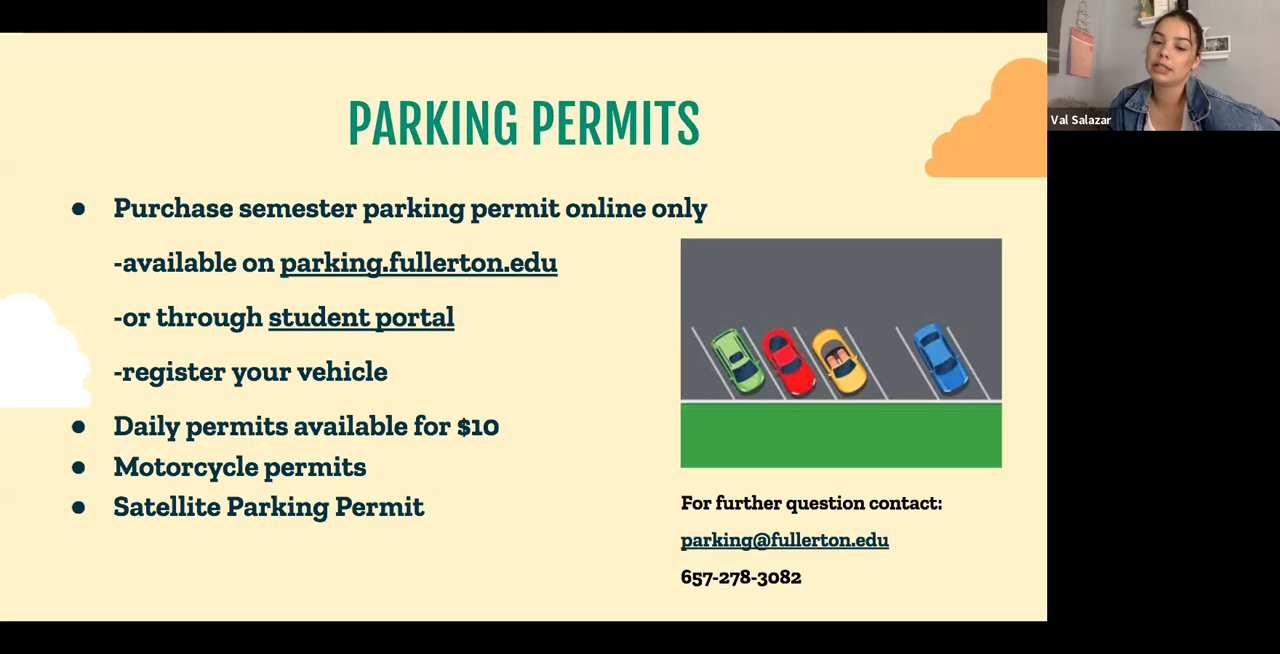 PARKING PERMITS
● Purchase semester parking permit online only
-available on parking.fullerton.edu
-or through student portal
-register your vehicle
● Daily permits available for $10
● Motorcycle permits
● Satellite Parking Permit
For further question contact:
parking@fullerton.edu
657-278-3082
Val Salazar